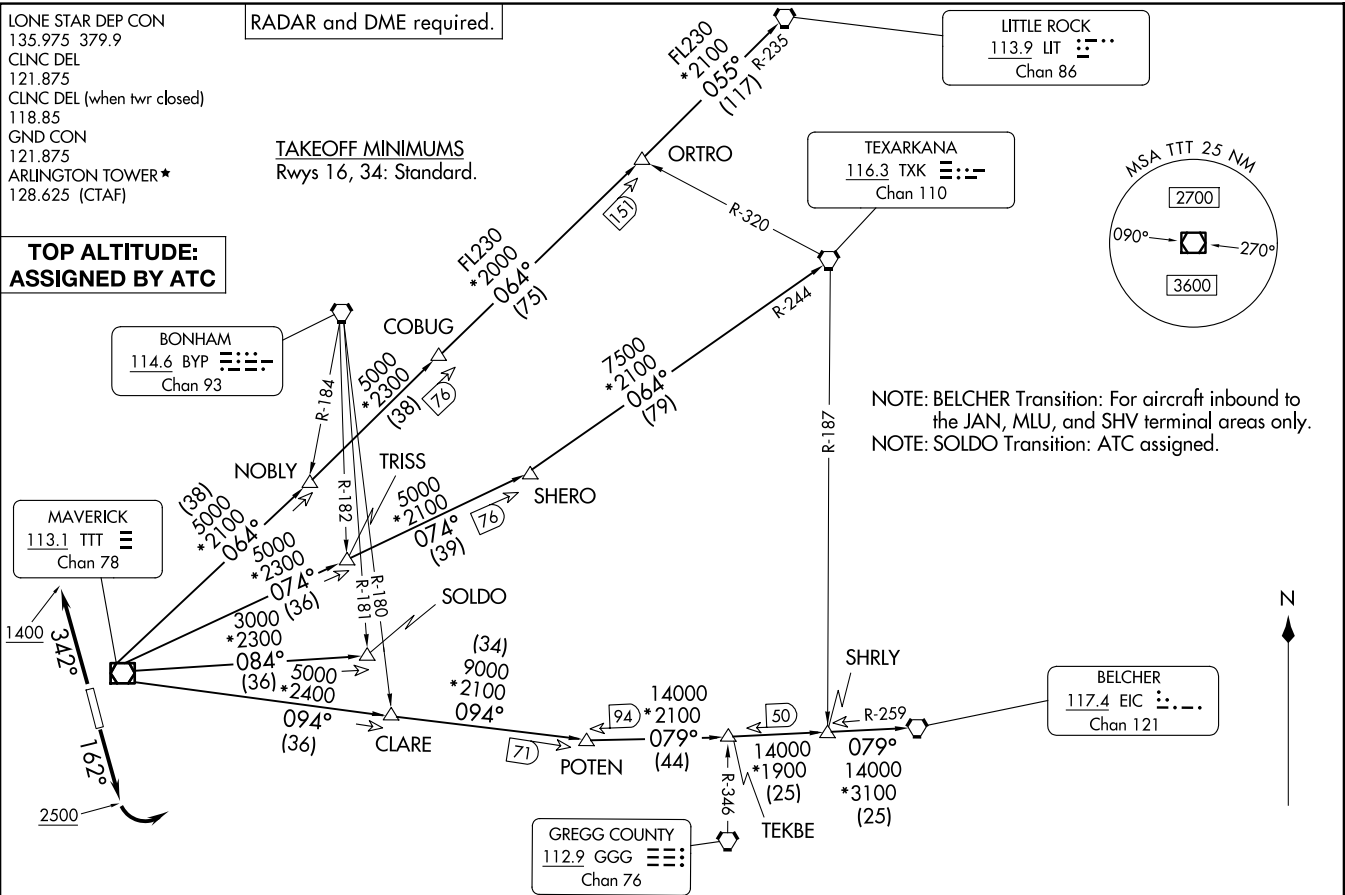 LONE STAR DEP CON
135.975 379.9
CLNC DEL
121.875
CLNC DEL (when twr closed)
118.85
GND CON
121.875
ARLINGTON TOWER★
128.625 (CTAF)
RADAR and DME required.
TAKEOFF MINIMUMS
Rwys 16, 34: Standard.
TOP ALTITUDE:
ASSIGNED BY ATC
LITTLE ROCK
113.9 LIT
Chan 86
R-235
FL230
*2100
055°
(117)
ORTRO
151
TEXARKANA
116.3 TXK
Chan 110
R-320
R-244
R-187
MSA TTT 25 NM
2700
090°
270°
3600
FL230
*2000
064°
(75)
COBUG
76
5000
*2300
(38)
BONHAM
114.6 BYP
Chan 93
R-184
R-182
R-181
R-180
7500
*2100
064°
(79)
NOTE: BELCHER Transition: For aircraft inbound to
the JAN, MLU, and SHV terminal areas only.
NOTE: SOLDO Transition: ATC assigned.
NOBLY
TRISS
SHERO
76
5000
*2100
074°
(39)
(38)
5000
*2100
064°
MAVERICK
113.1 TTT
Chan 78
5000
*2300
074°
(36)
SOLDO
3000
*2300
084°
(36)
5000
*2400
094°
(36)
CLARE
(34)
9000
*2100
094°
71
POTEN
94
14000
*2100
079°
(44)
50
TEKBE
14000
*1900
(25)
SHRLY
R-259
079°
14000
*3100
(25)
BELCHER
117.4 EIC
Chan 121
N
R-346
GREGG COUNTY
112.9 GGG
Chan 76
1400
342°
162°
2500